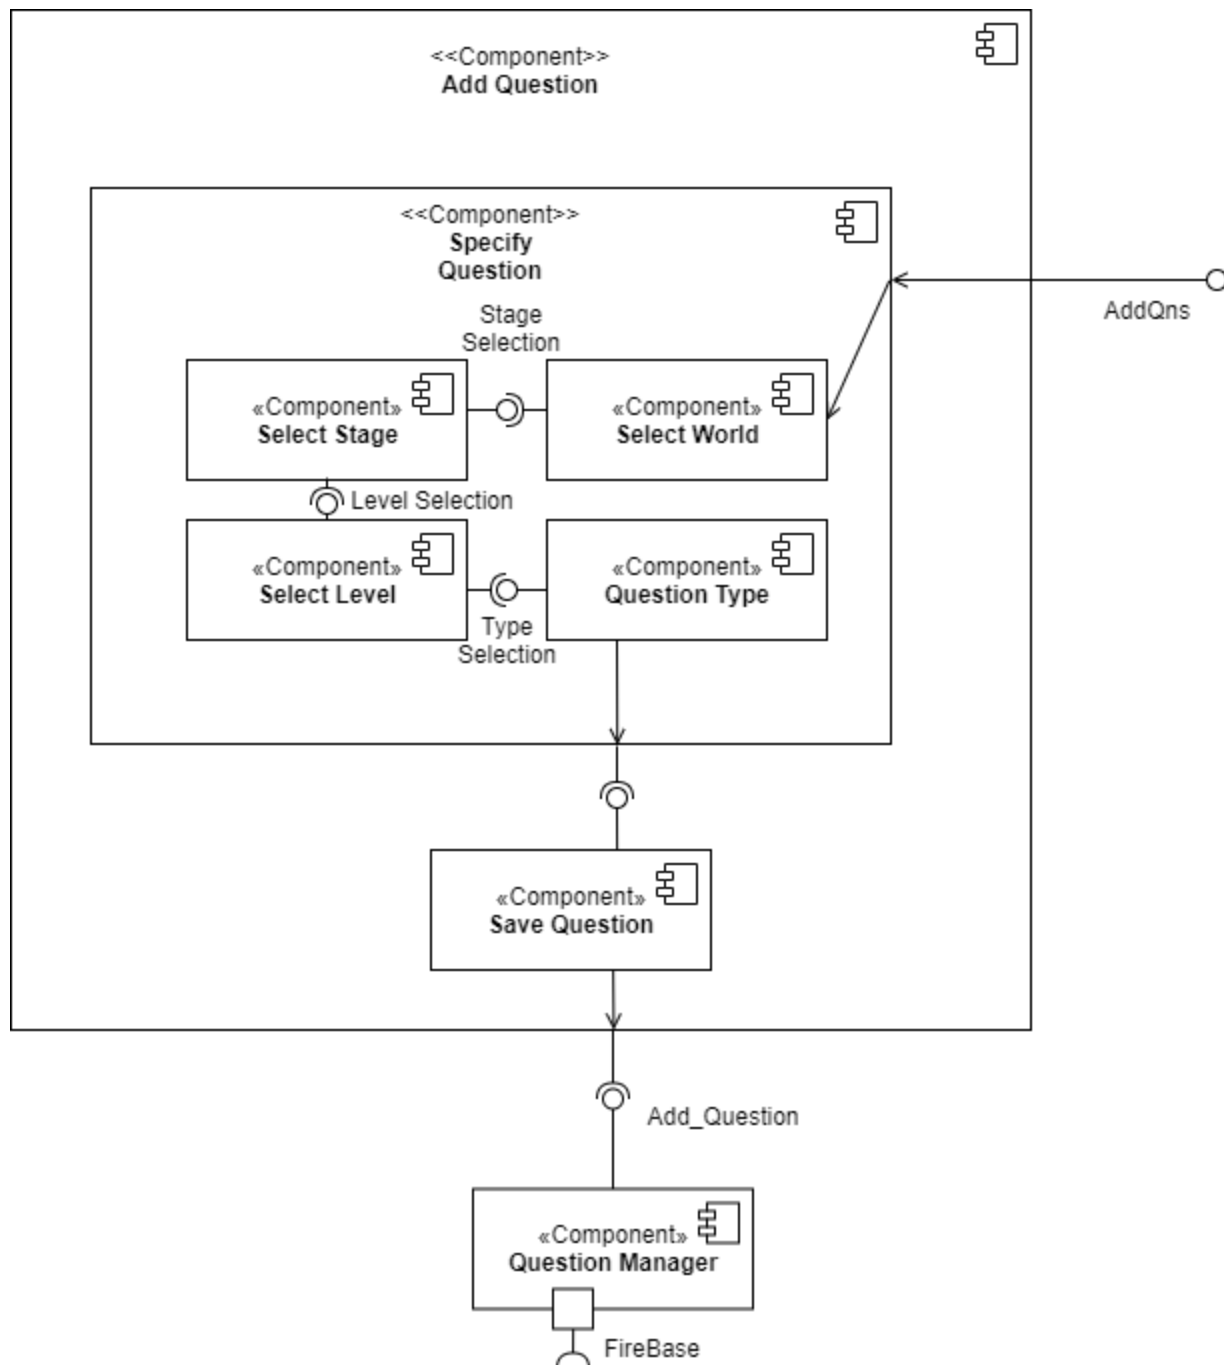 <<Component>>
Add Question
<<Component>>
Specify
Question
AddQns
Stage
Selection
«Component»
Select Stage
«Component»
Select World
Level Selection
«Component»
Select Level
«Component»
Question Type
Type
Selection
«Component»
Save Question
Add_Question
«Component»
Question Manager
FireBase